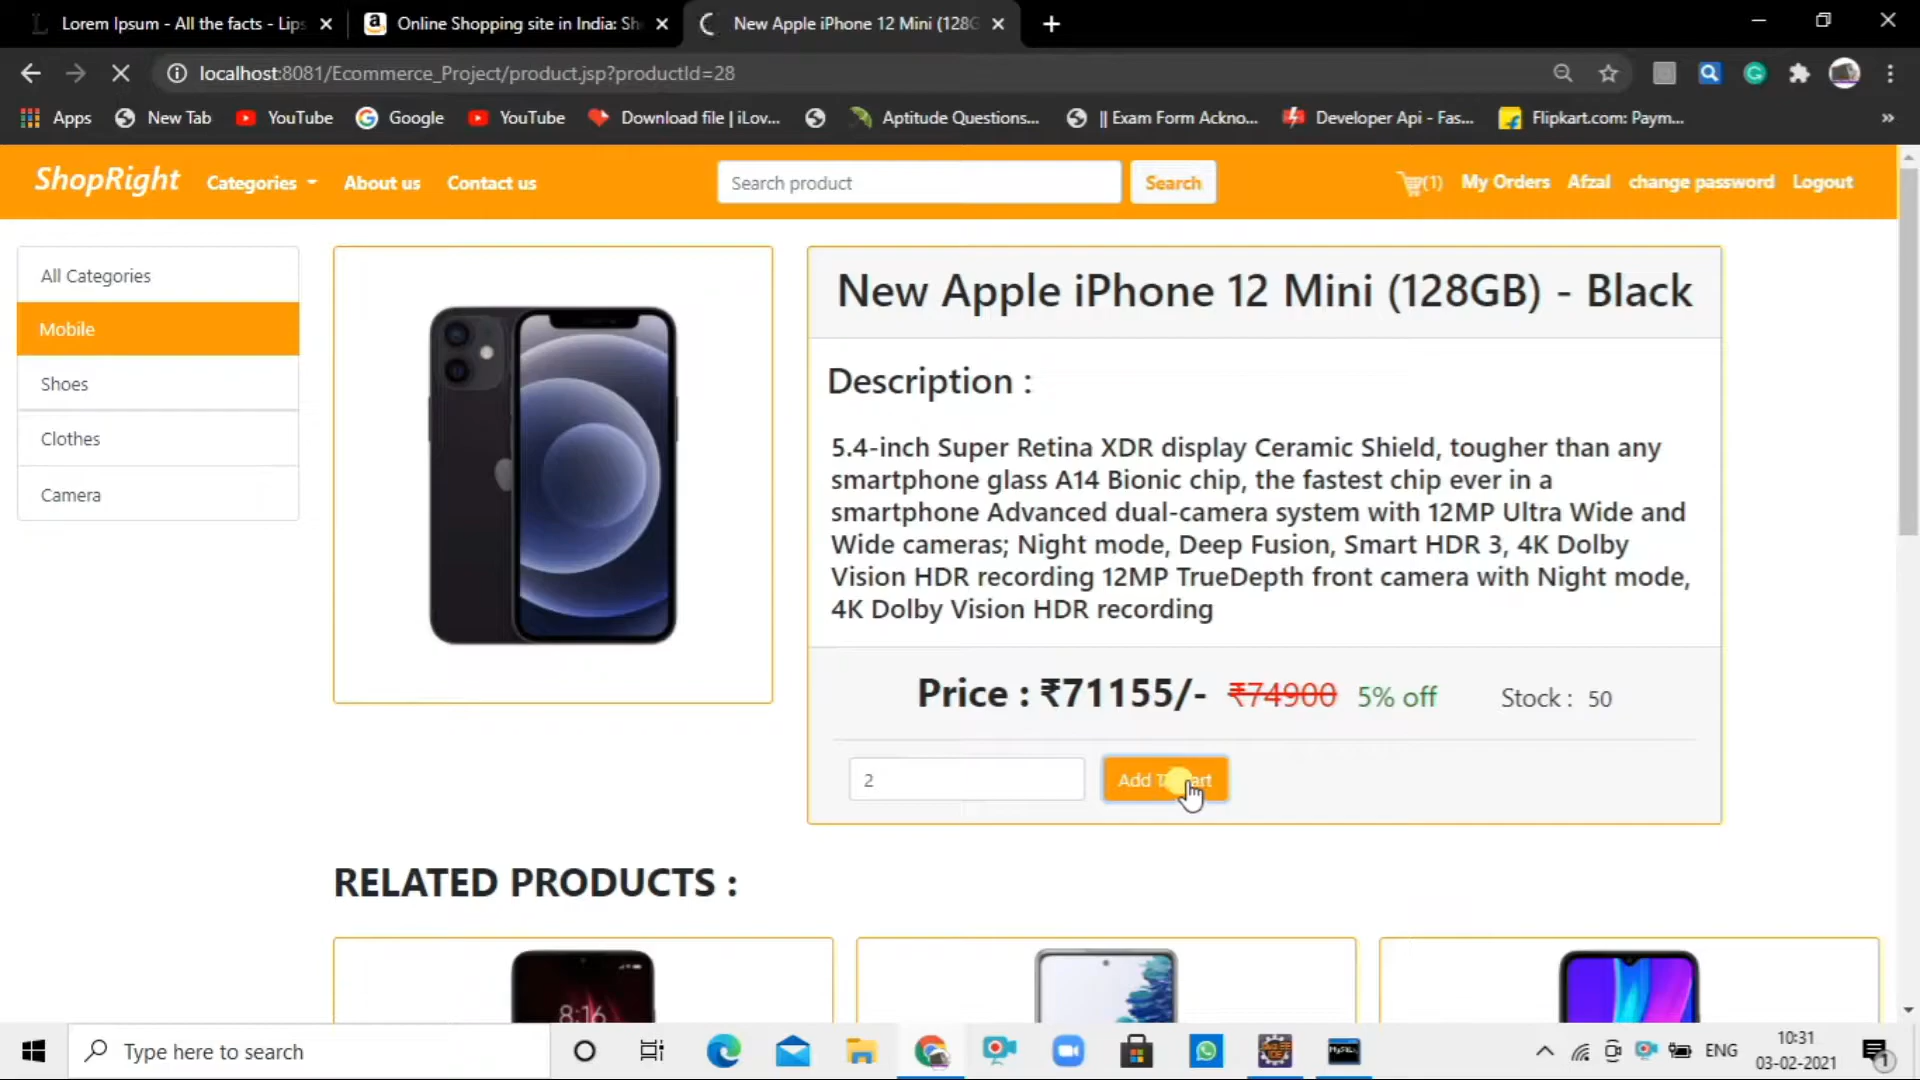 Lorem Ipsum - All the facts - Lips
Online Shopping site in India: Sh
New Apple iPhone 12 Mini (128G
localhost:8081/Ecommerce_Project/product.jsp?productId=28
Apps
New Tab
YouTube
Google
YouTube
Download file | iLov...
Aptitude Questions...
|| Exam Form Ackno...
Developer Api - Fas...
Flipkart.com: Paym...
»
ShopRight
Categories
About us
Contact us
Search product
Search
(1)
My Orders
Afzal
change password
Logout
All Categories
Mobile
Shoes
Clothes
Camera
New Apple iPhone 12 Mini (128GB) - Black
Description :
5.4-inch Super Retina XDR display Ceramic Shield, tougher than any
smartphone glass A14 Bionic chip, the fastest chip ever in a
smartphone Advanced dual-camera system with 12MP Ultra Wide and
Wide cameras; Night mode, Deep Fusion, Smart HDR 3, 4K Dolby
Vision HDR recording 12MP TrueDepth front camera with Night mode,
4K Dolby Vision HDR recording
Price : ₹71155/- ₹74900 5% off Stock : 50
2
Add
RELATED PRODUCTS :
8:16
Type here to search
ENG
10:31
03-02-2021
1